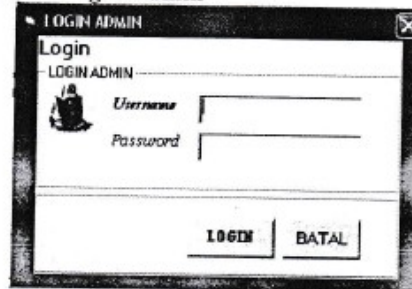 LOGIN ADMIN
Login
LOGIN ADMIN
Username
Password
LOGIN BATAL